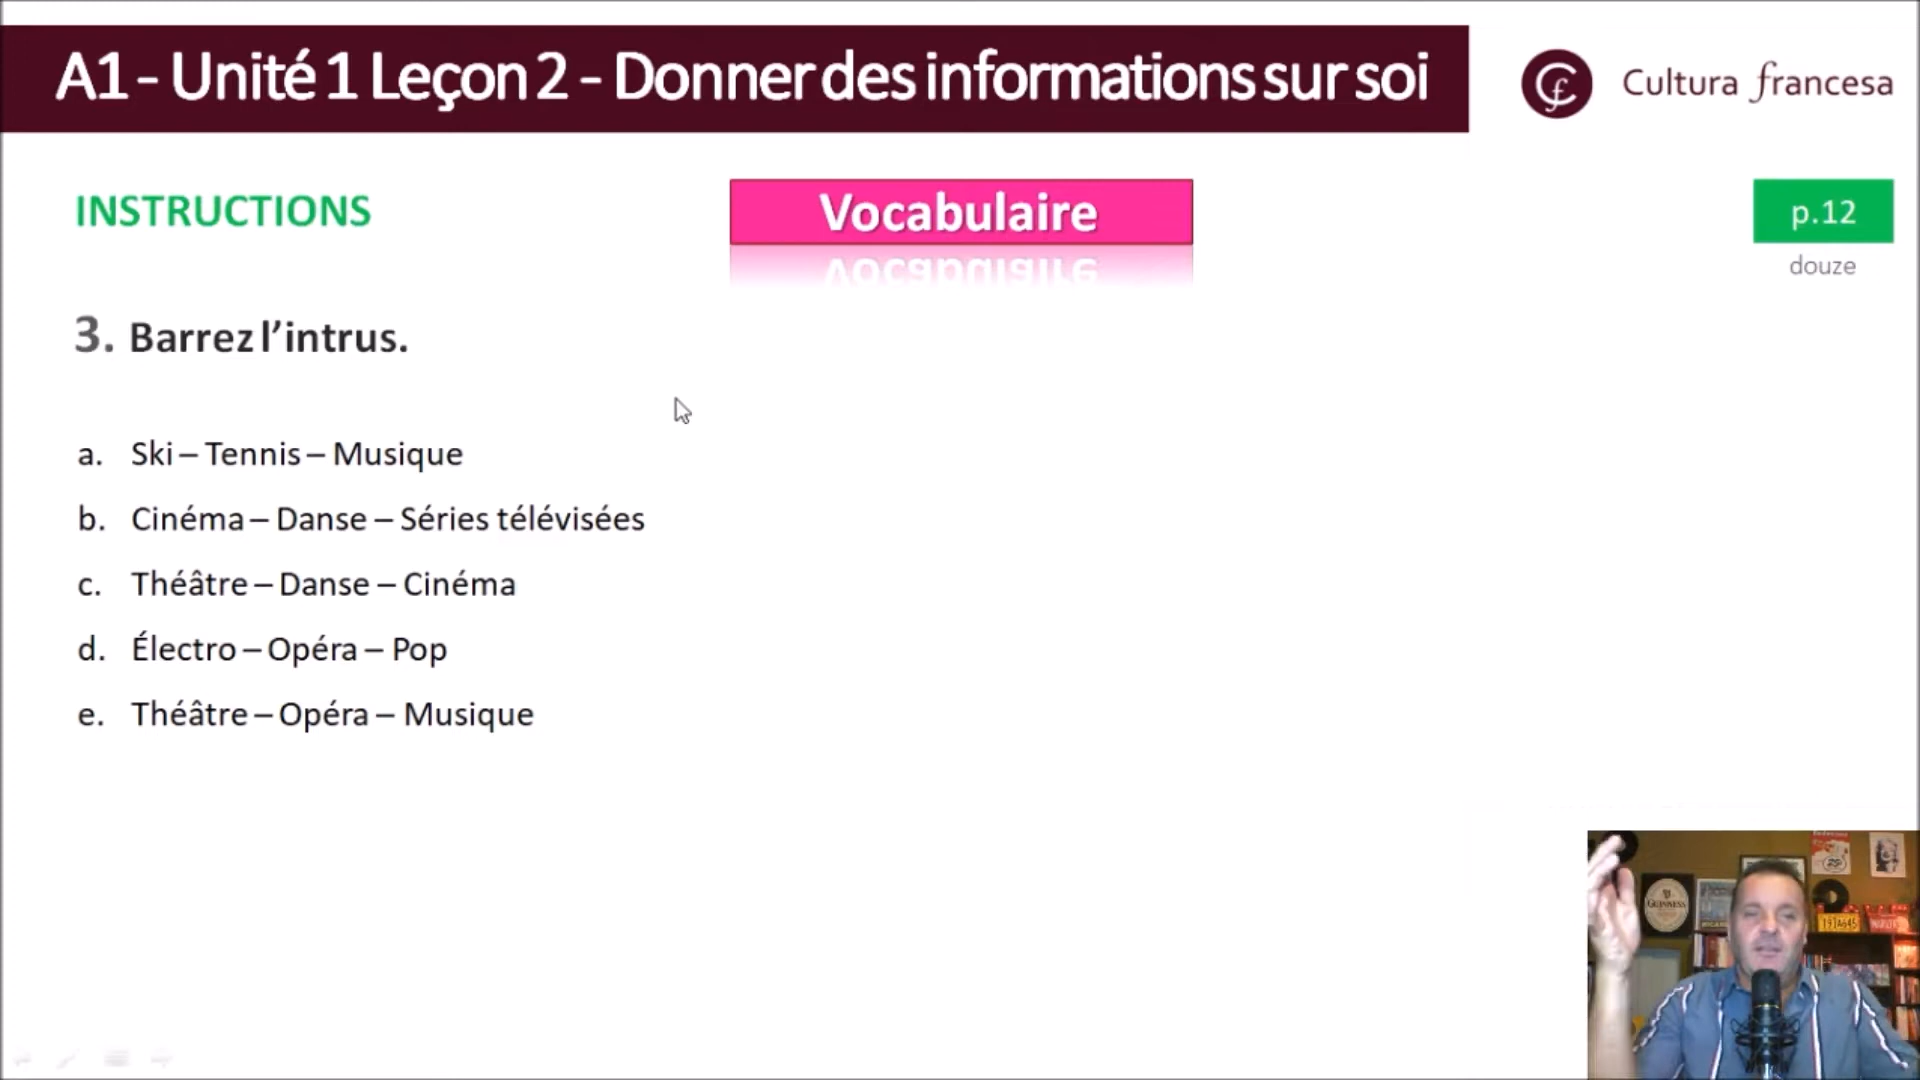 A1 - Unité 1 Leçon 2 - Donner des informations sur soi
Cultura francesa
INSTRUCTIONS
Vocabulaire
p.12
douze
3. Barrez l'intrus.
a. Ski – Tennis – Musique
b. Cinéma – Danse – Séries télévisées
c. Théâtre – Danse – Cinéma
d. Électro – Opéra – Pop
e. Théâtre – Opéra – Musique
GUINNESS